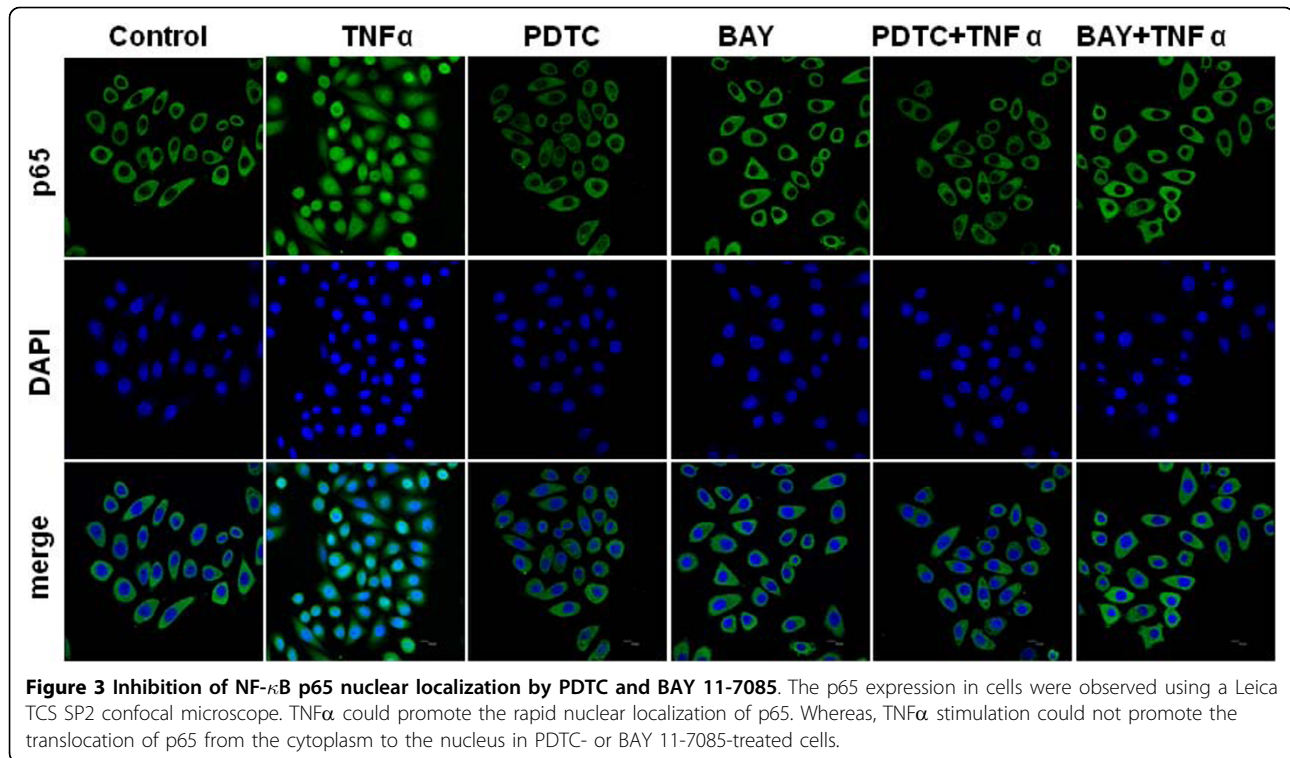 Control TNFα PDTC BAY PDTC+TNF α BAY+TNF α
p65
DAPI
merge
Figure 3 Inhibition of NF-κB p65 nuclear localization by PDTC and BAY 11-7085. The p65 expression in cells were observed using a Leica
TCS SP2 confocal microscope. TNFα could promote the rapid nuclear localization of p65. Whereas, TNFα stimulation could not promote the
translocation of p65 from the cytoplasm to the nucleus in PDTC- or BAY 11-7085-treated cells.